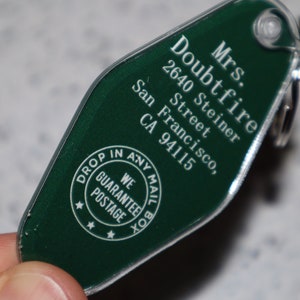 Mrs.
Doubtfire
2640 Steiner
Street
San Francisco,
CA 94115
DROP IN ANY MAIL BOX
WE
GUARANTEE
POSTAGE